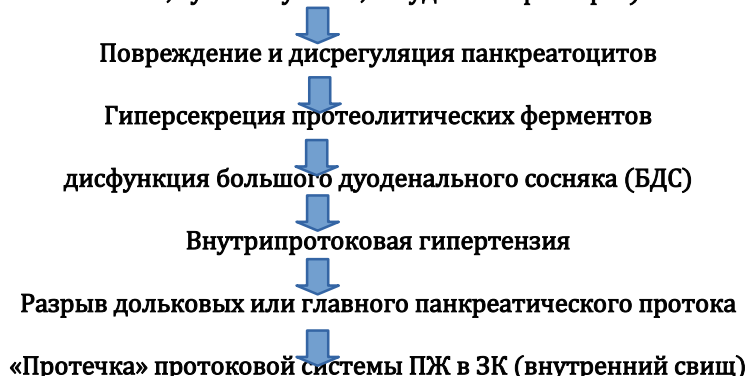 Повреждение и дисрегуляция панкреатоцитов
Гиперсекреция протеолитических ферментов
дисфункция большого дуоденального сосняка (БДС)
Внутрипротоковая гипертензия
Разрыв дольковых или главного панкреатического протока
«Протечка» протоковой системы ПЖ в ЗК (внутренний свищ)